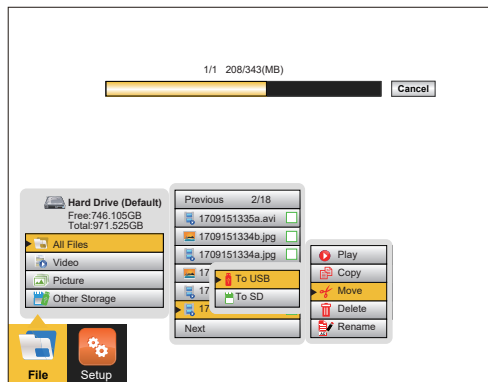 1/1 208/343(MB)
Cancel
Hard Drive (Default)
Free:746.105GB
Total:971.525GB
All Files
Video
Picture
Other Storage
Previous 2/18
1709151335a.avi
1709151334b.jpg
1709151334a.jpg
17
17
Next
To USB
To SD
Play
Copy
Move
Delete
Rename
File
Setup